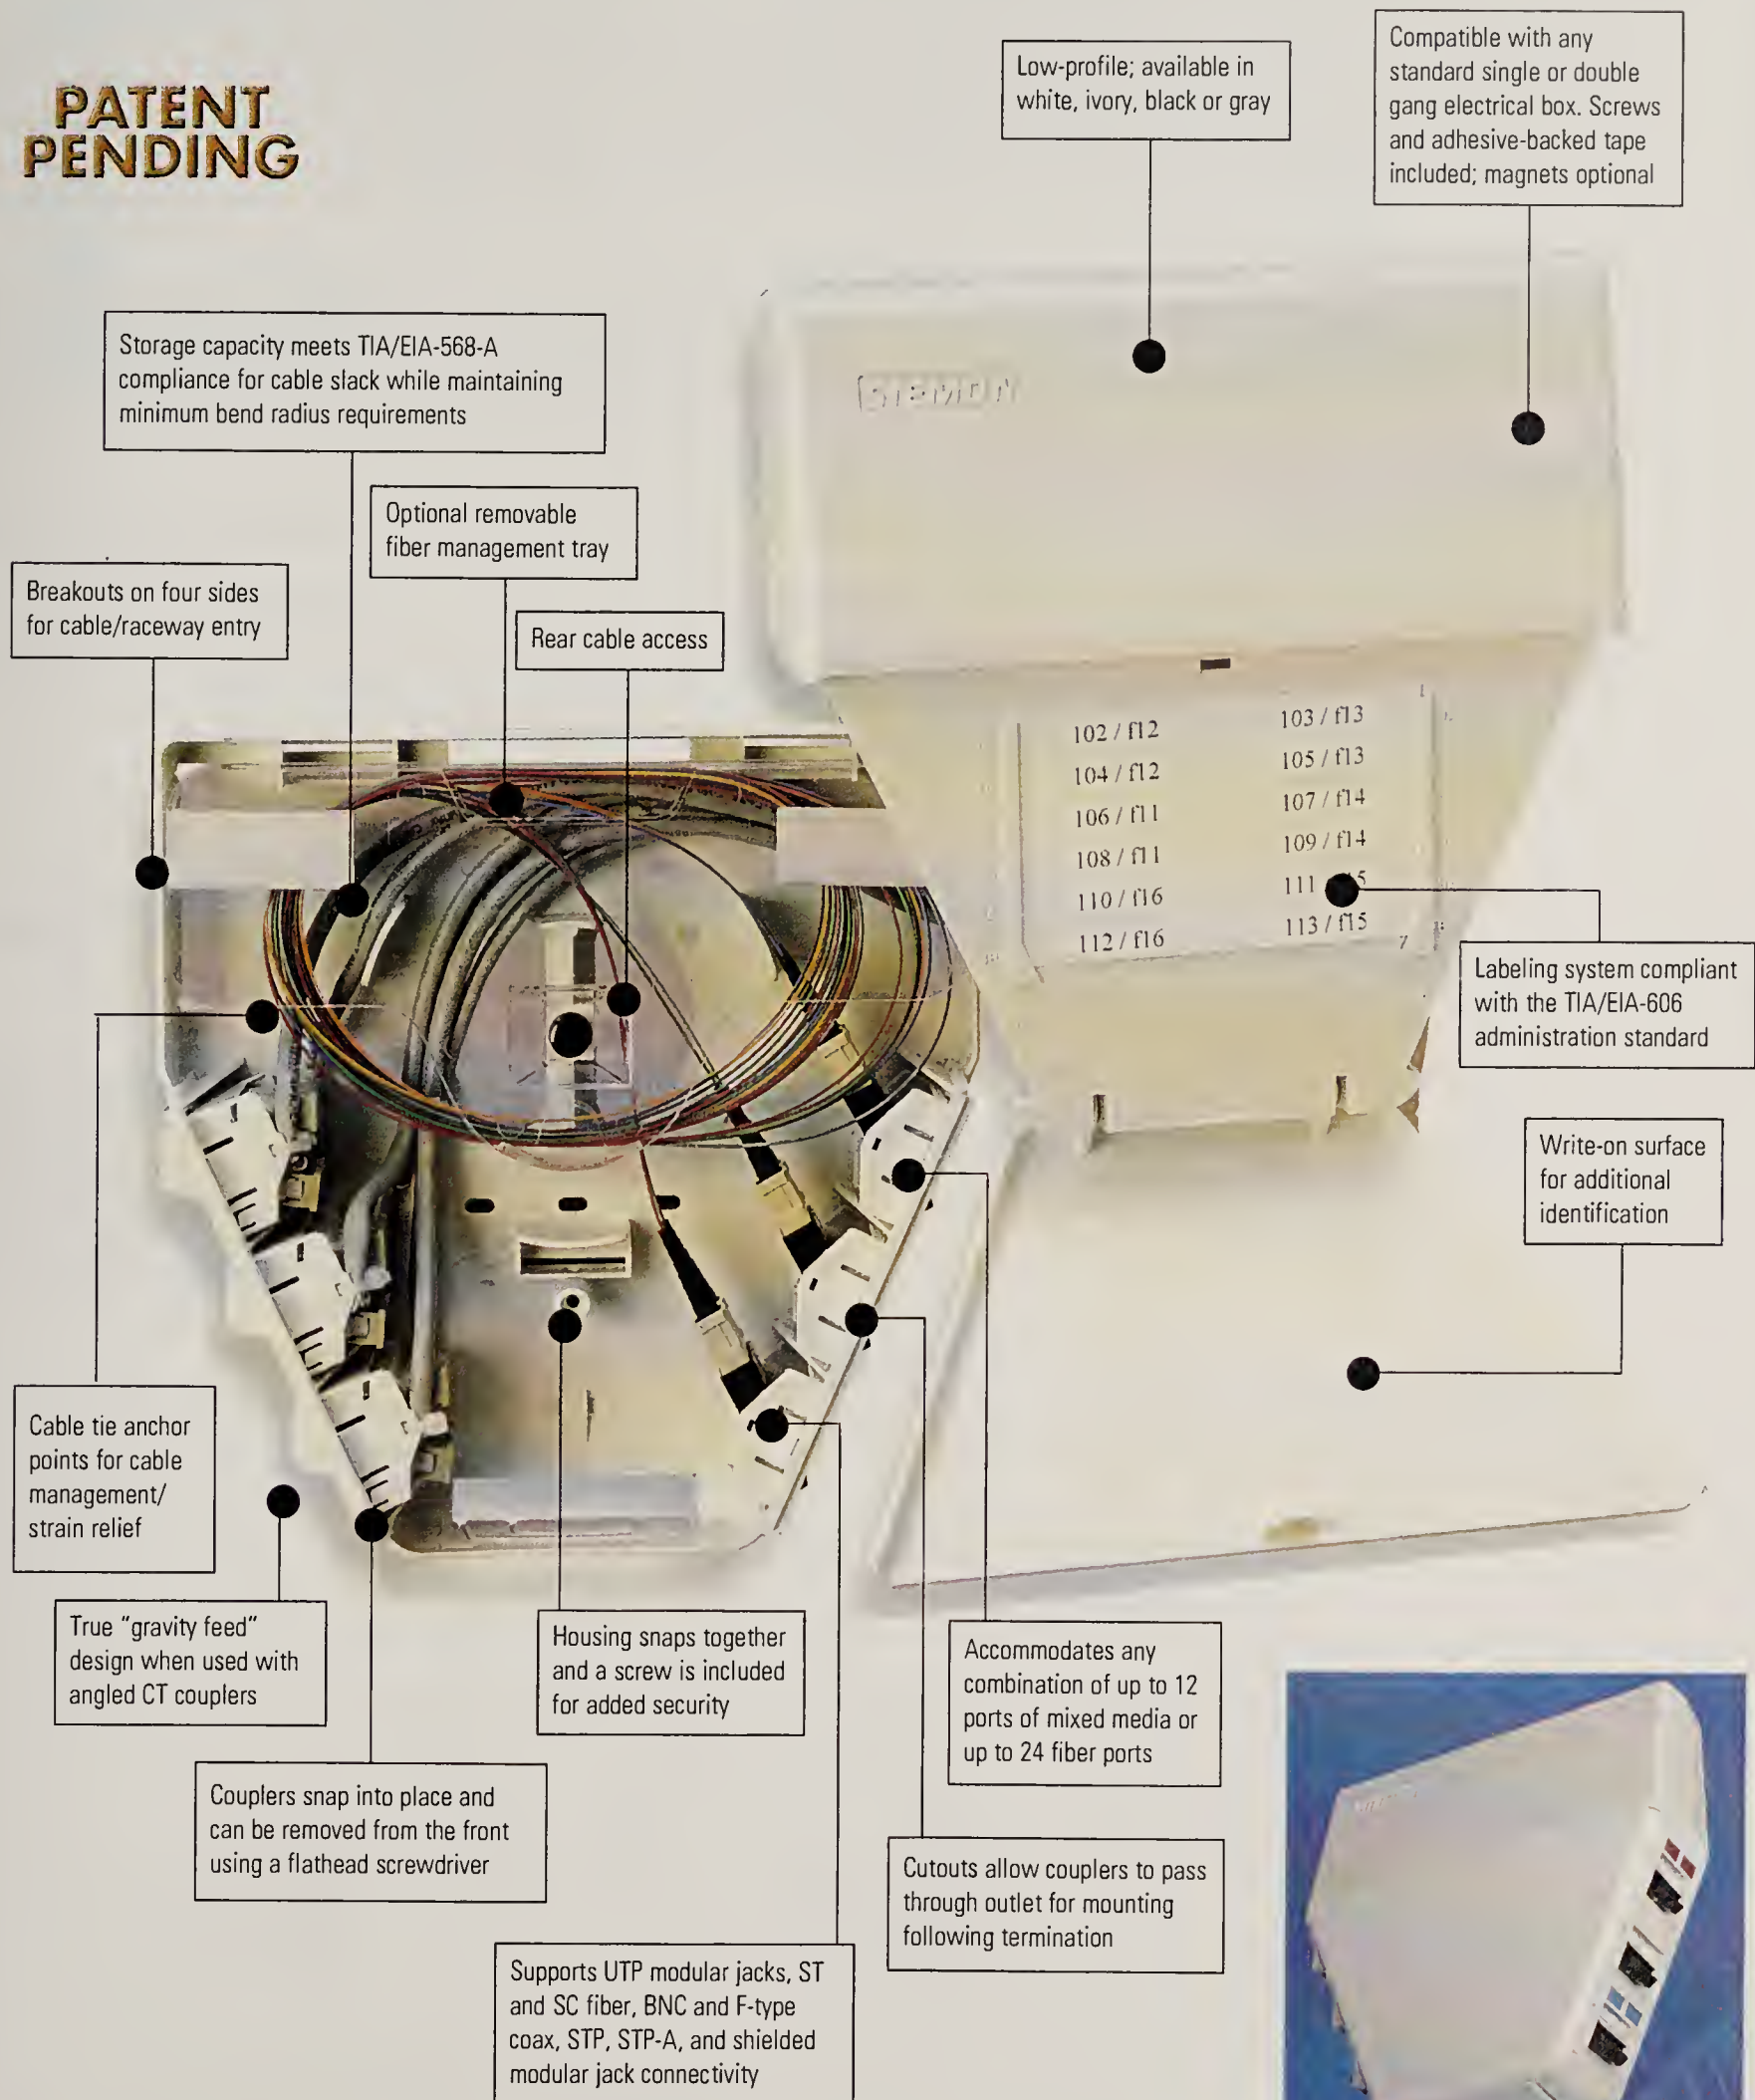 PATENT
PENDING
Low-profile; available in
white, ivory, black or gray
Compatible with any
standard single or double
gang electrical box. Screws
and adhesive-backed tape
included; magnets optional
Storage capacity meets TIA/EIA-568-A
compliance for cable slack while maintaining
minimum bend radius requirements
SIEMON
Optional removable
fiber management tray
Breakouts on four sides
for cable/raceway entry
Rear cable access
102 / f12
103 / f13
104 / f12
105 / f13
106 / f11
107 / f14
108 / f11
109 / f14
110 / f16
111
112 / f16
113 / f15
Labeling system compliant
with the TIA/EIA-606
administration standard
Write-on surface
for additional
identification
Cable tie anchor
points for cable
management/
strain relief
True "gravity feed"
design when used with
angled CT couplers
Housing snaps together
and a screw is included
for added security
Accommodates any
combination of up to 12
ports of mixed media or
up to 24 fiber ports
Couplers snap into place and
can be removed from the front
using a flathead screwdriver
Cutouts allow couplers to pass
through outlet for mounting
following termination
Supports UTP modular jacks, ST
and SC fiber, BNC and F-type
coax, STP, STP-A, and shielded
modular jack connectivity